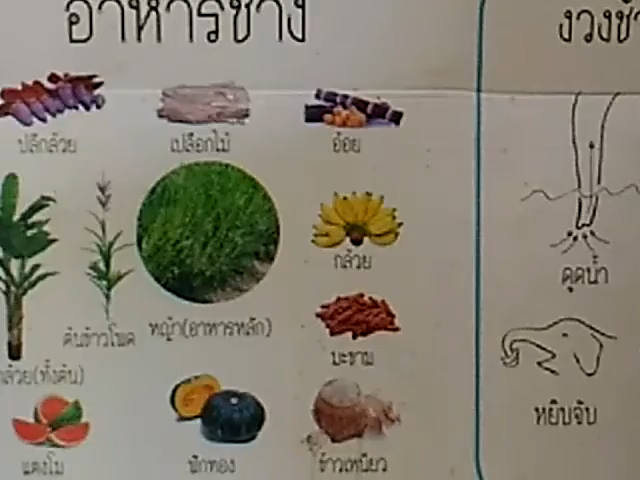 อาหารช้าง
ปลีกล้วย
เปลือกไม้
อ้อย
ต้นข้าวโพด
หญ้า(อาหารหลัก)
กล้วย
มะขาม
กล้วย(ทั้งต้น)
แตงโม
ฟักทอง
ข้าวเหนียว
งวงช้า
ดูดน้ำ
หยิบจับ